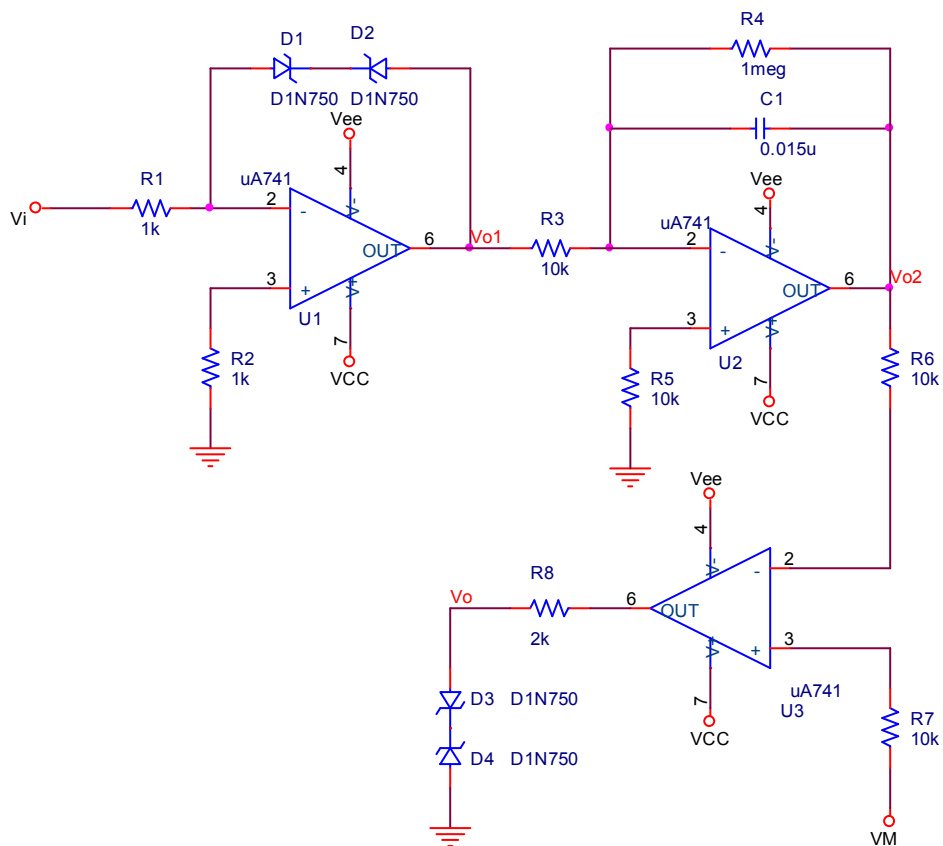 R4
1meg
D1
D2
D1N750
D1N750
C1
0.015u
Vee
4
V-
uA741
R1
1k
Vi
2
-
OUT
6
Vo1
3
+
V+
U1
7
VCC
R2
1k
R3
10k
Vee
4
V-
uA741
2
-
OUT
6
Vo2
3
+
V+
U2
7
VCC
R5
10k
R6
10k
Vee
4
V-
2
-
R8
2k
Vo
6
OUT
3
+
V+
uA741
U3
7
VCC
D3
D1N750
D4
D1N750
R7
10k
VM